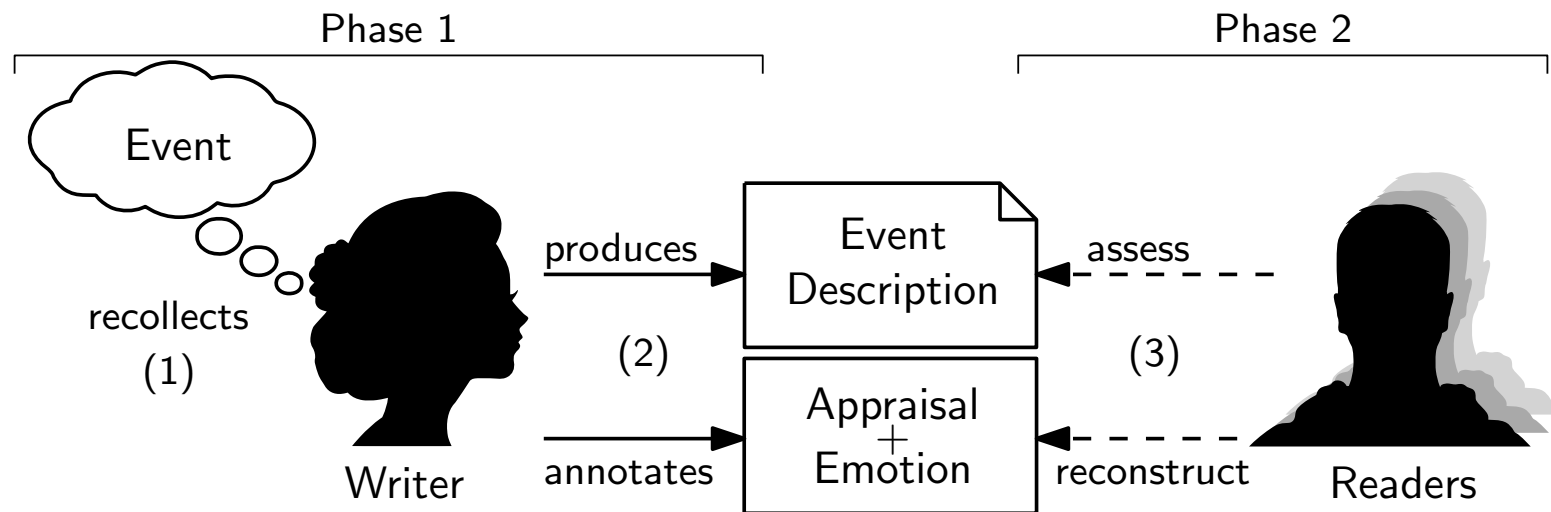 Phase 1
Phase 2
Event
recollects
(1)
Writer
produces
(2)
annotates
Event
Description
Appraisal
+
Emotion
assess
(3)
reconstruct
Readers